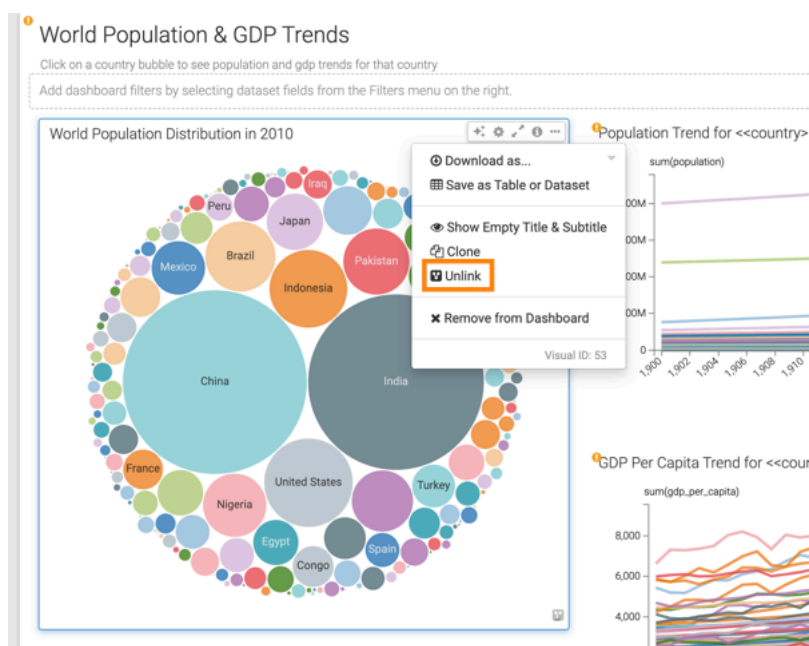 World Population & GDP Trends
Click on a country bubble to see population and gdp trends for that country
Add dashboard filters by selecting dataset fields from the Filters menu on the right.
World Population Distribution in 2010
Download as...
Save as Table or Dataset
Show Empty Title & Subtitle
Clone
Unlink
Remove from Dashboard
Visual ID: 53
Iraq
Peru
Japan
Brazil
Pakistan
Mexico
Indonesia
China
India
France
United States
Turkey
Nigeria
Egypt
Spain
Congo
Population Trend for <<country>
sum(population)
00M
00M
00M
00M
0
1,900
1,902
1,904
1,906
1,908
1,910
GDP Per Capita Trend for <<cour
sum(gdp_per_capita)
8,000
6,000
4,000